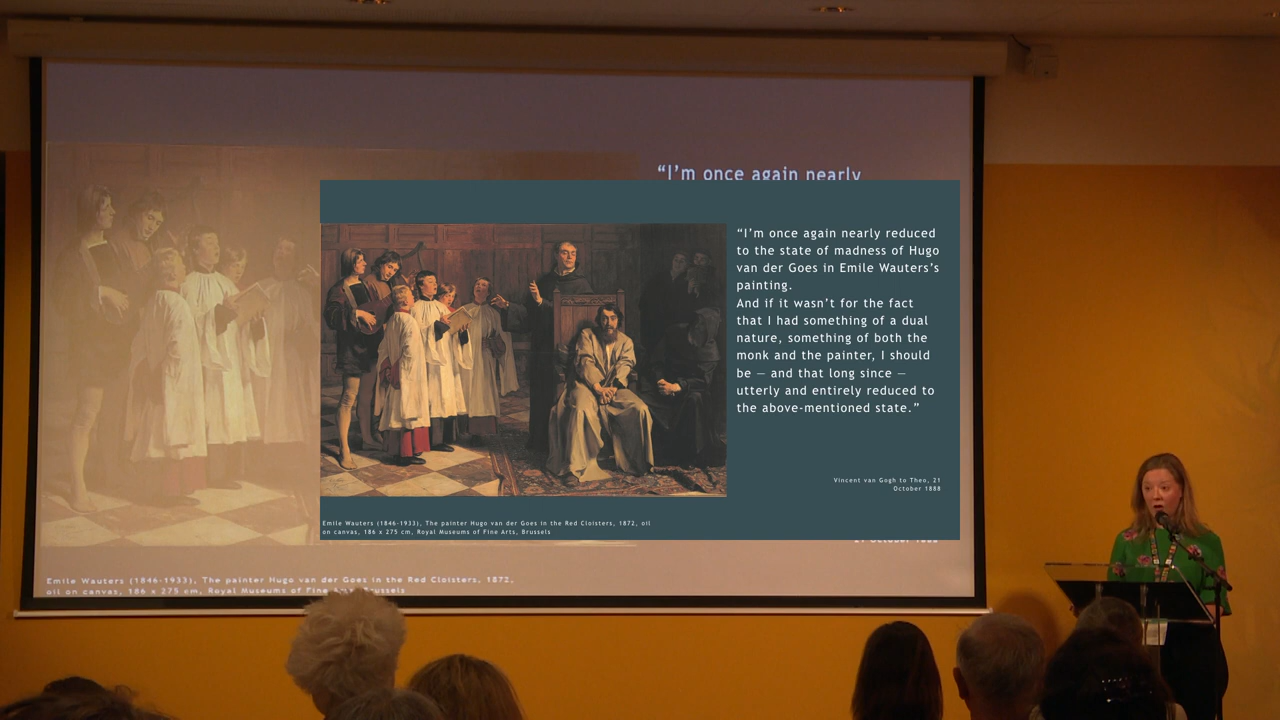 “I’m once again nearly
“I’m once again nearly reduced
to the state of madness of Hugo
van der Goes in Emile Wauters’s
painting.
And if it wasn’t for the fact
that I had something of a dual
nature, something of both the
monk and the painter, I should
be — and that long since —
utterly and entirely reduced to
the above-mentioned state.”
Vincent van Gogh to Theo, 21
October 1888
Emile Wauters (1846-1933), The painter Hugo van der Goes in the Red Cloisters, 1872, oil
on canvas, 186 x 275 cm, Royal Museums of Fine Arts, Brussels
21 October 1888
Emile Wauters (1846-1933), The painter Hugo van der Goes in the Red Cloisters, 1872,
oil on canvas, 186 x 275 cm, Royal Museums of Fine Arts, Brussels